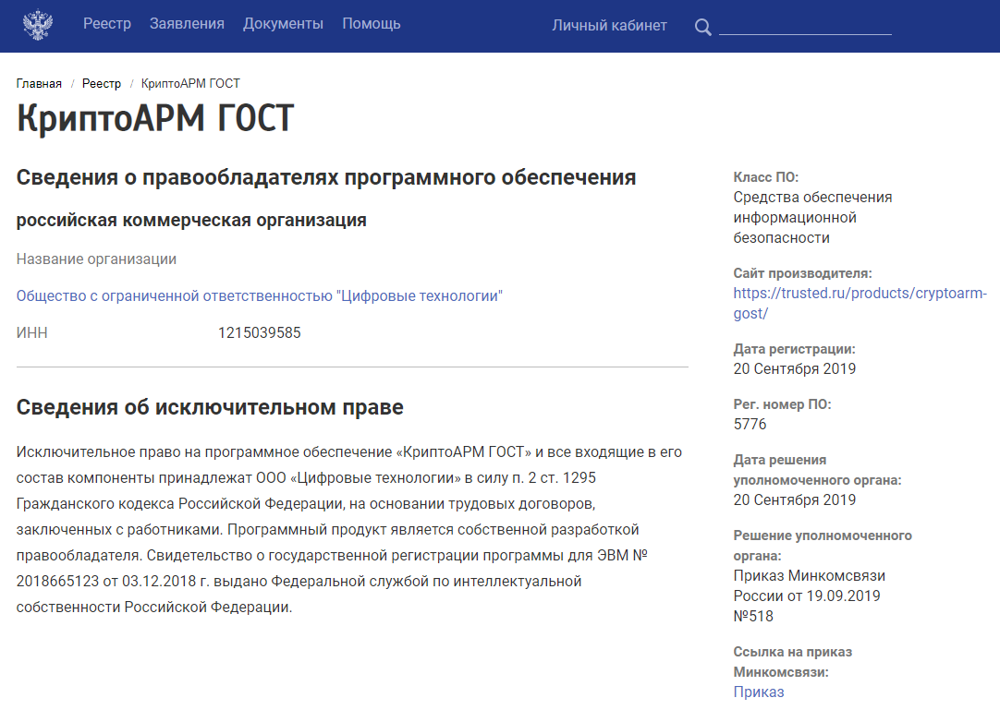 Реестр Заявления Документы Помощь Личный кабинет
Главная / Реестр / КриптоАРМ ГОСТ
КриптоАРМ ГОСТ
Сведения о правообладателях программного обеспечения
российская коммерческая организация
Название организации
Общество с ограниченной ответственностью "Цифровые технологии"
ИНН 1215039585
Сведения об исключительном праве
Исключительное право на программное обеспечение «КриптоАРМ ГОСТ» и все входящие в его
состав компоненты принадлежат ООО «Цифровые технологии» в силу п. 2 ст. 1295
Гражданского кодекса Российской Федерации, на основании трудовых договоров,
заключенных с работниками. Программный продукт является собственной разработкой
правообладателя. Свидетельство о государственной регистрации программы для ЭВМ №
2018665123 от 03.12.2018 г. выдано Федеральной службой по интеллектуальной
собственности Российской Федерации.
Класс ПО:
Средства обеспечения
информационной
безопасности
Сайт производителя:
https://trusted.ru/products/cryptoarm-
gost/
Дата регистрации:
20 Сентября 2019
Рег. номер ПО:
5776
Дата решения
уполномоченного органа:
20 Сентября 2019
Решение уполномоченного
органа:
Приказ Минкомсвязи
России от 19.09.2019
№518
Ссылка на приказ
Минкомсвязи:
Приказ